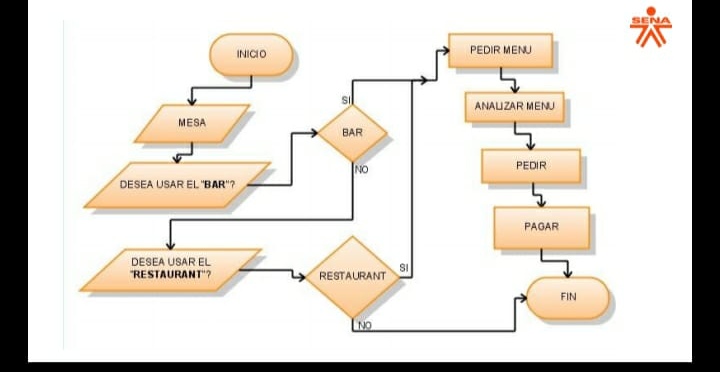 SENA
INICIO
MESA
DESEA USAR EL "BAR"?
BAR
SI
NO
DESEA USAR EL
"RESTAURANT"?
RESTAURANT
SI
NO
PEDIR MENU
ANALIZAR MENU
PEDIR
PAGAR
FIN